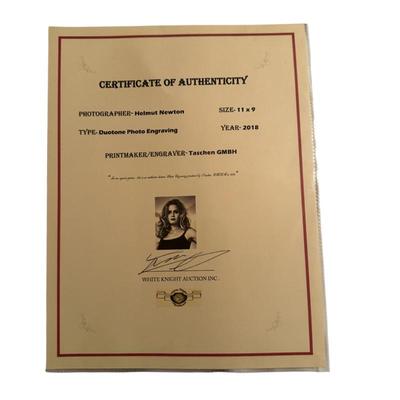 CERTIFICATE OF AUTHENTICITY
PHOTOGRAPHER- Helmut Newton SIZE- 11 x 9
TYPE- Duotone Photo Engraving YEAR- 2018
PRINTMAKER/ENGRAVER- Taschen GMBH
WHITE KNIGHT AUCTION INC.